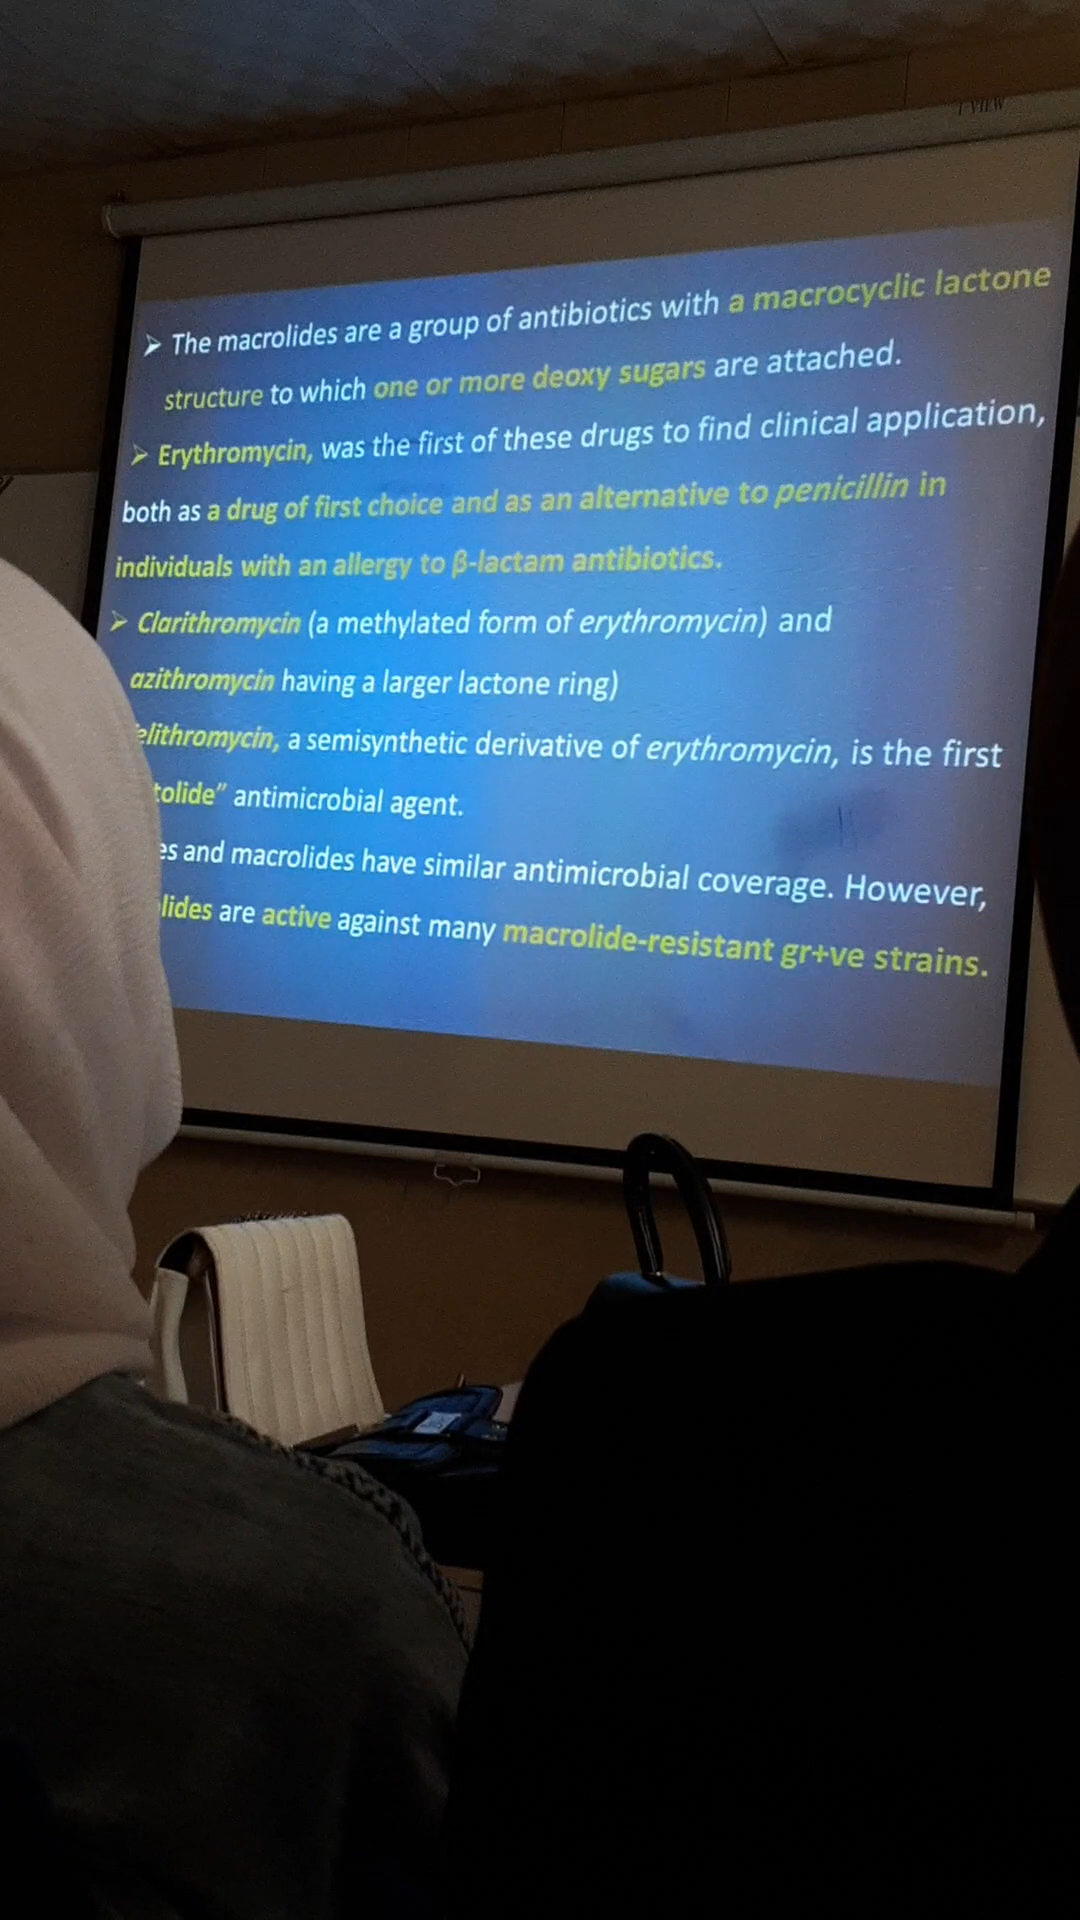 ➤ The macrolides are a group of antibiotics with a macrocyclic lactone
structure to which one or more deoxy sugars are attached.
➤ Erythromycin, was the first of these drugs to find clinical application,
both as a drug of first choice and as an alternative to penicillin in
individuals with an allergy to β-lactam antibiotics.
➤ Clarithromycin (a methylated form of erythromycin) and
azithromycin having a larger lactone ring)
elithromycin, a semisynthetic derivative of erythromycin, is the first
tolide” antimicrobial agent.
es and macrolides have similar antimicrobial coverage. However,
lides are active against many macrolide-resistant gr+ve strains.